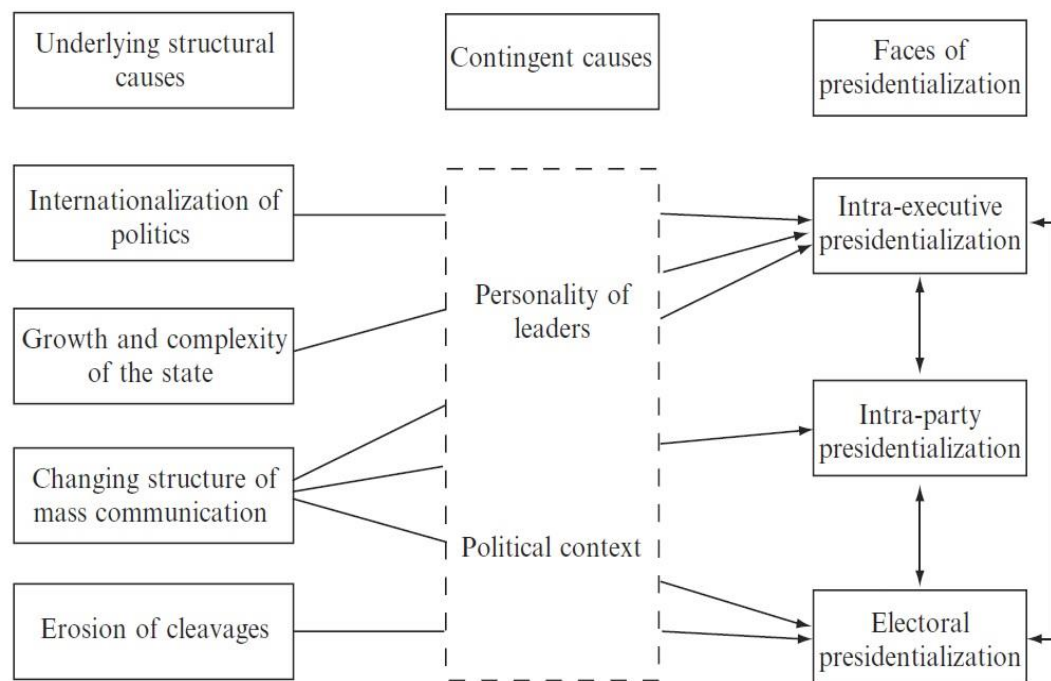 Underlying structural
causes
Contingent causes
Faces of
presidentialization
Internationalization of
politics
Growth and complexity
of the state
Changing structure of
mass communication
Erosion of cleavages
Personality of
leaders
Political context
Intra-executive
presidentialization
Intra-party
presidentialization
Electoral
presidentialization